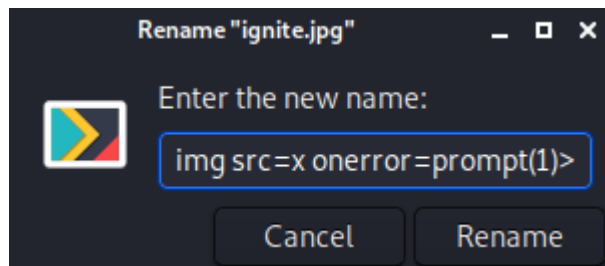 Rename "ignite.jpg"
Enter the new name:
img src=x onerror=prompt(1)>
Cancel Rename